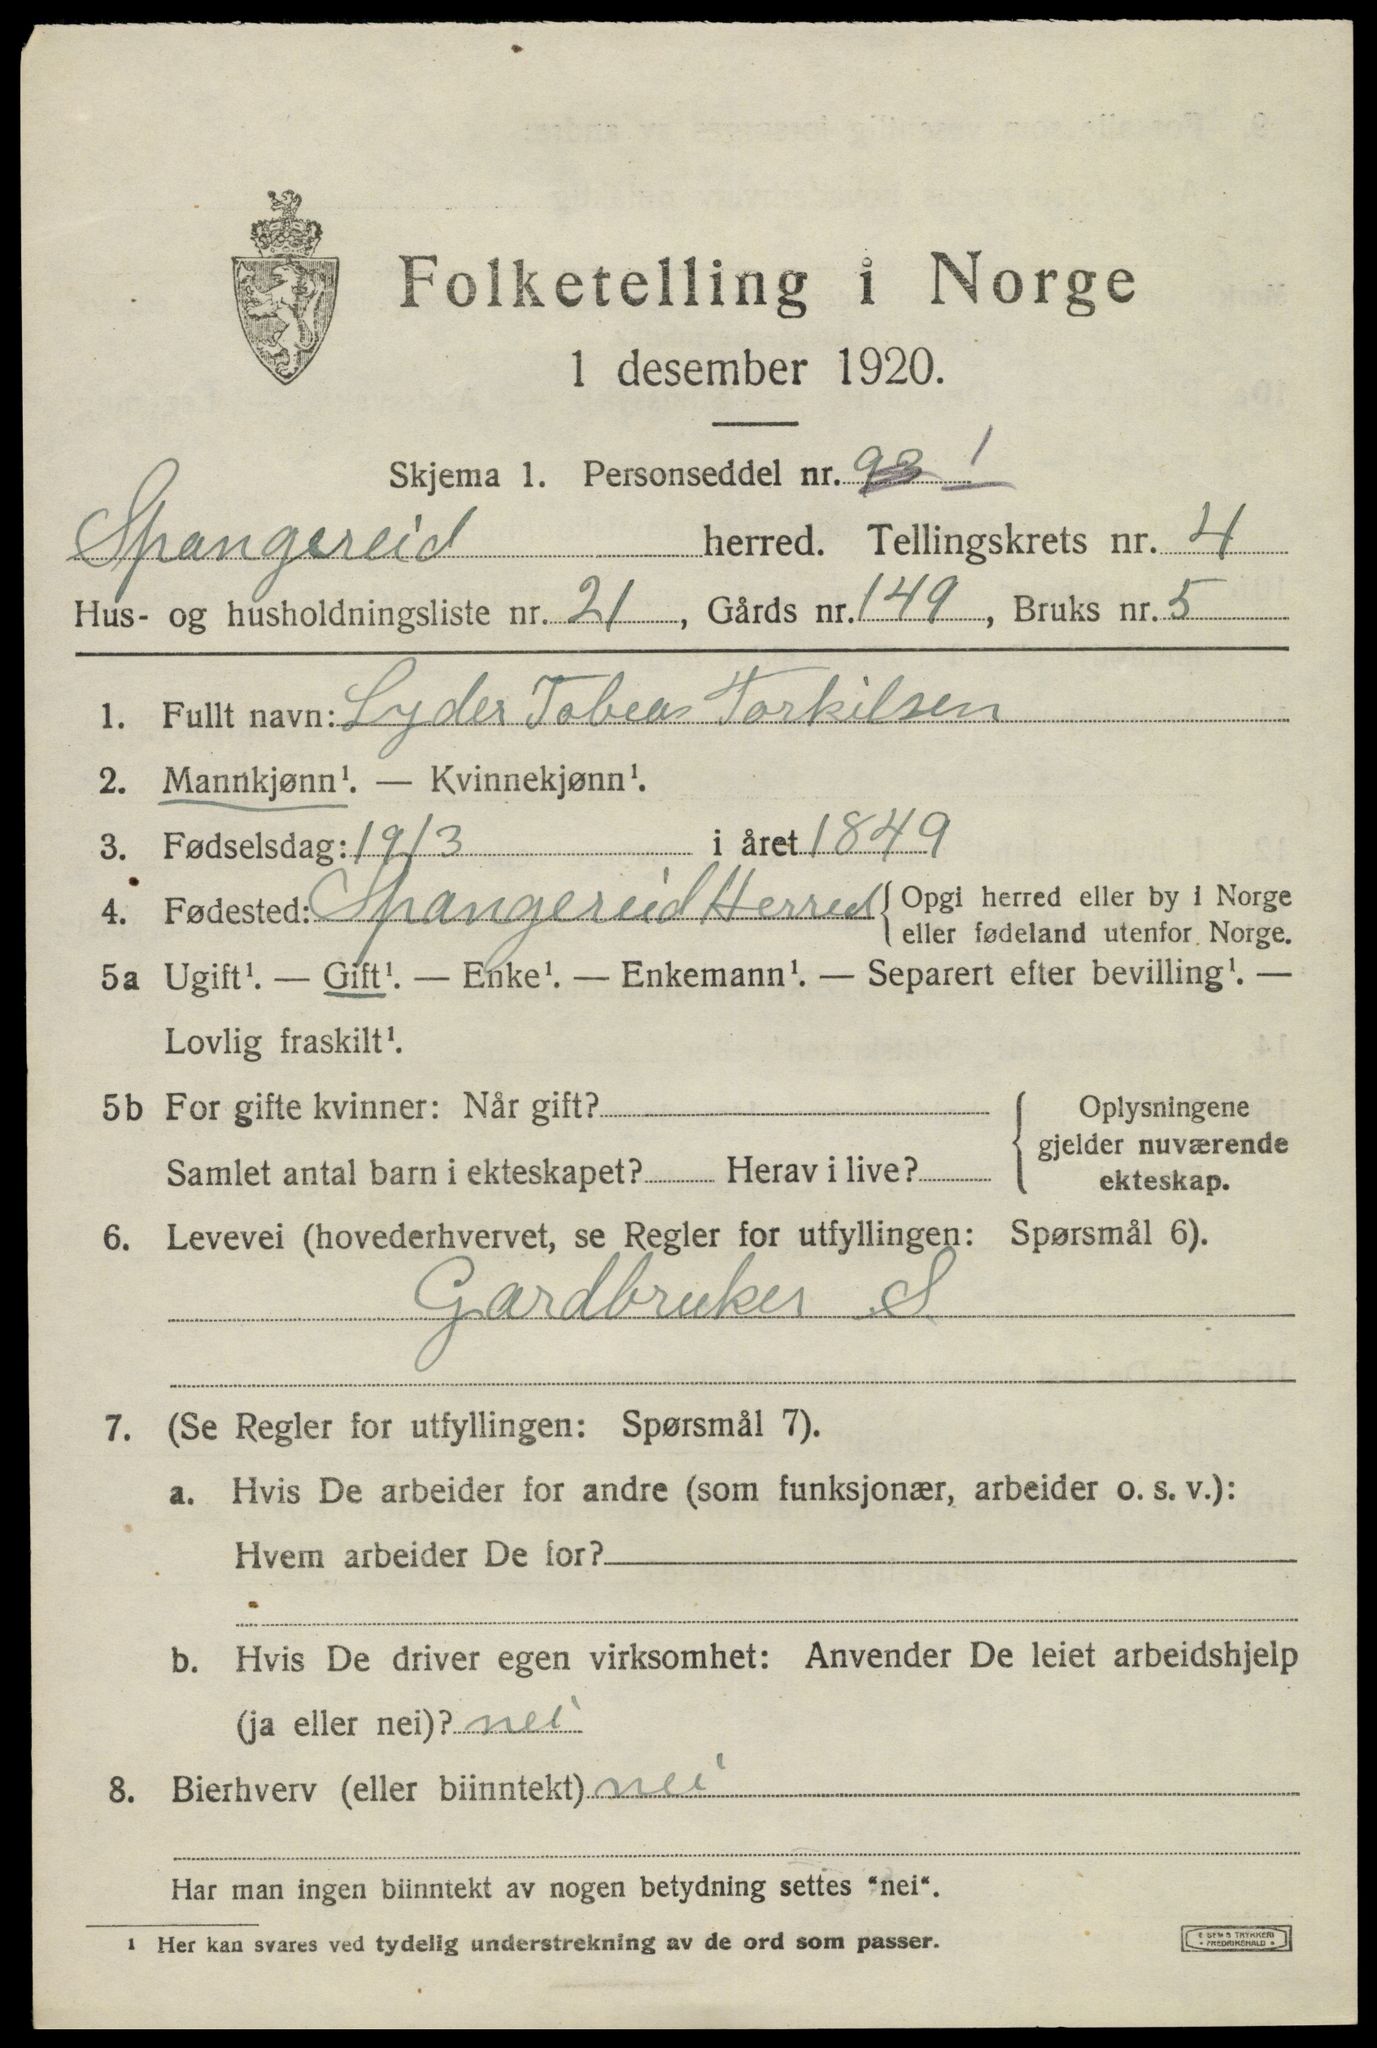 Folketelling i Norge
1 desember 1920.
Skjema 1. Personseddel nr. 93 1
Spangereid herred. Tellingskrets nr. 4
Hus- og husholdningsliste nr. 21, Gårds nr. 149, Bruks nr. 5
1. Fullt navn: Lyder Tobeas Torkilsen
2. Mannkjønn¹. — Kvinnekjønn¹.
3. Fødselsdag: 19/3 i året 1849
4. Fødested: Spangereid Herred { Opgi herred eller by i Norge
eller fødeland utenfor Norge.
5a Ugift¹. — Gift¹. — Enke¹. — Enkemann¹. — Separert efter bevilling¹. —
Lovlig fraskilt¹.
5b For gifte kvinner: Når gift? { Oplysningene
gjelder nuværende
Samlet antal barn i ekteskapet? Herav i live? ekteskap.
6. Levevei (hovederhvervet, se Regler for utfyllingen: Spørsmål 6).
Gardbruker S
7. (Se Regler for utfyllingen: Spørsmål 7).
a. Hvis De arbeider for andre (som funksjonær, arbeider o. s. v.):
Hvem arbeider De for?
b. Hvis De driver egen virksomhet: Anvender De leiet arbeidshjelp
(ja eller nei)? nei
8. Bierhverv (eller biinntekt) nei
Har man ingen biinntekt av nogen betydning settes "nei".
¹ Her kan svares ved tydelig understrekning av de ord som passer.
TRYKKERI
FREDRIKSHALD